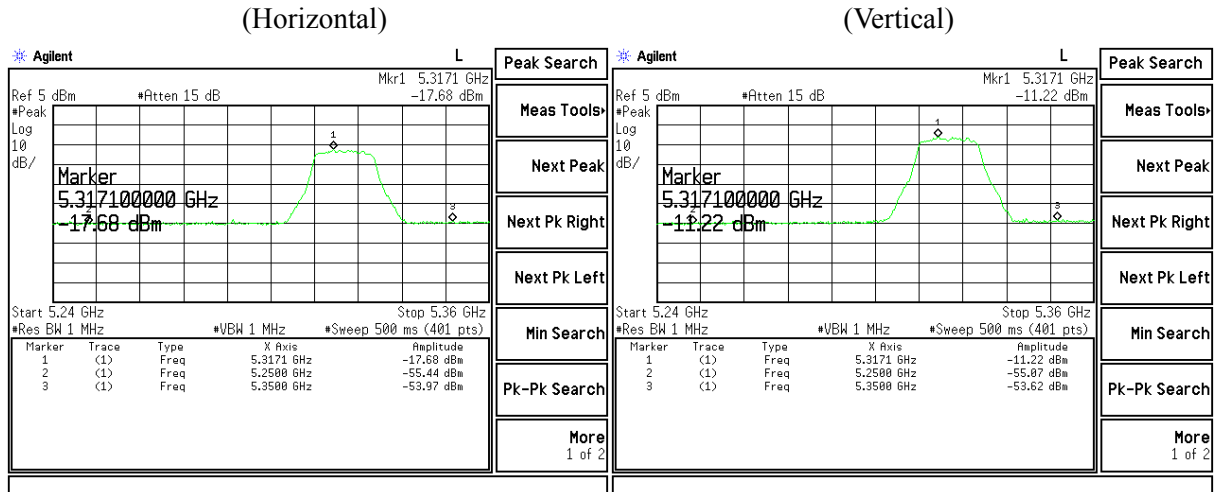 (Horizontal)
Agilent
L
Mkr1 5.3171 GHz
Ref 5 dBm #Atten 15 dB -17.68 dBm
#Peak
Log
10
dB/
1
Marker
5.317100000 GHz
-17.68 dBm
2
3
Start 5.24 GHz Stop 5.36 GHz
#Res BW 1 MHz #VBW 1 MHz #Sweep 500 ms (401 pts)
Marker Trace Type X Axis Amplitude
1 (1) Freq 5.3171 GHz -17.68 dBm
2 (1) Freq 5.2500 GHz -55.44 dBm
3 (1) Freq 5.3500 GHz -53.97 dBm
Peak Search
Meas Tools
Next Peak
Next Pk Right
Next Pk Left
Min Search
Pk-Pk Search
More
1 of 2
(Vertical)
Agilent
L
Mkr1 5.3171 GHz
Ref 5 dBm #Atten 15 dB -11.22 dBm
#Peak
Log
10
dB/
1
Marker
5.317100000 GHz
-11.22 dBm
2
3
Start 5.24 GHz Stop 5.36 GHz
#Res BW 1 MHz #VBW 1 MHz #Sweep 500 ms (401 pts)
Marker Trace Type X Axis Amplitude
1 (1) Freq 5.3171 GHz -11.22 dBm
2 (1) Freq 5.2500 GHz -55.07 dBm
3 (1) Freq 5.3500 GHz -53.62 dBm
Peak Search
Meas Tools
Next Peak
Next Pk Right
Next Pk Left
Min Search
Pk-Pk Search
More
1 of 2